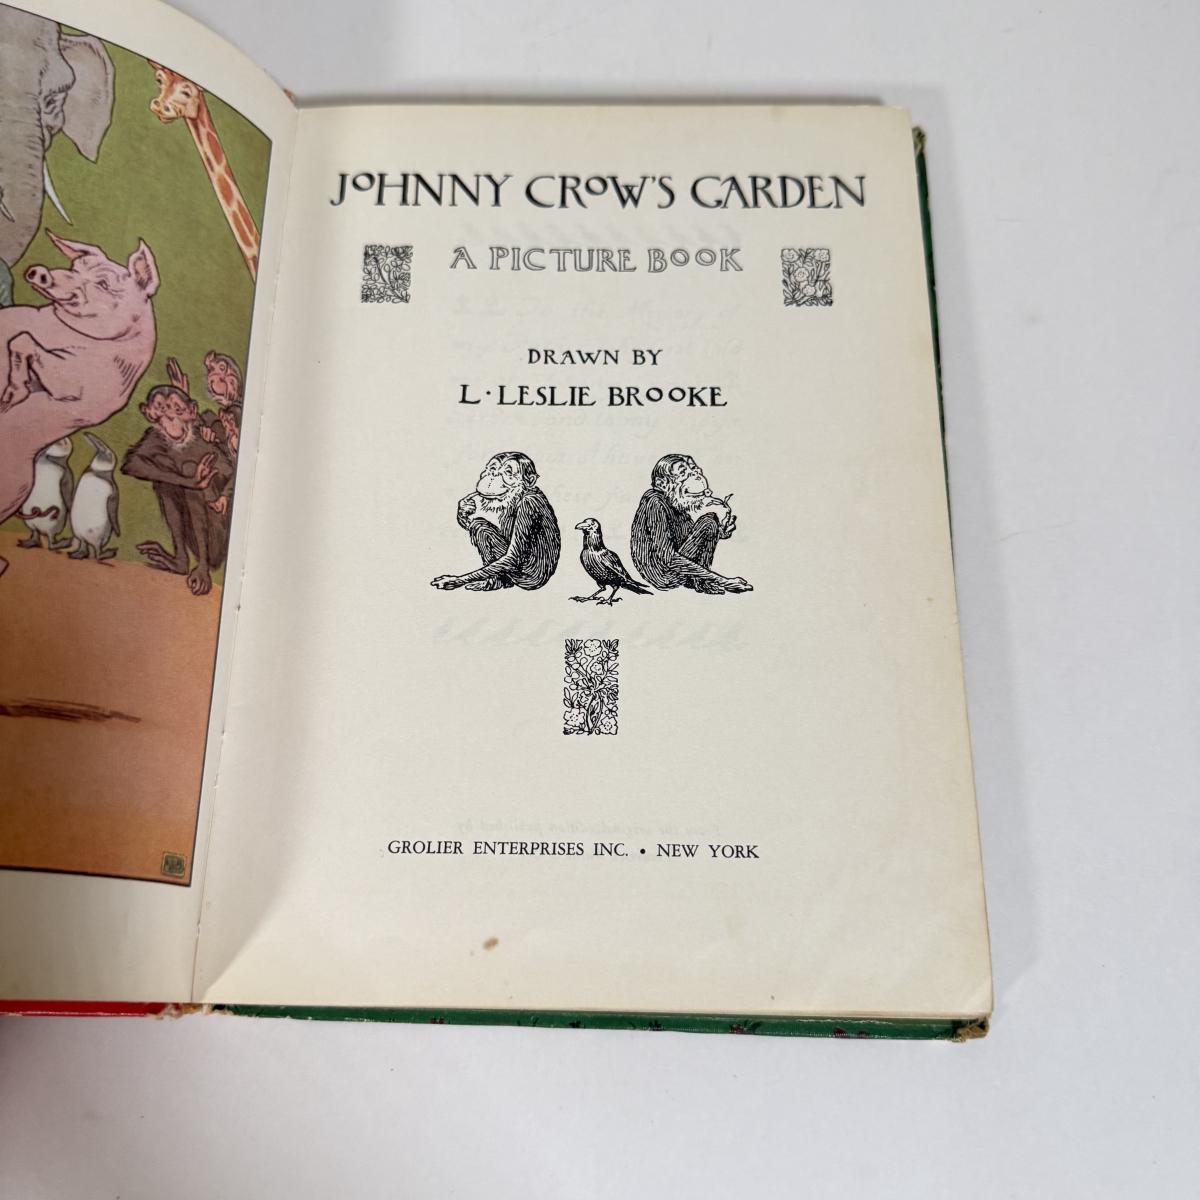 JOHNNY CROW'S GARDEN
A PICTURE BOOK
DRAWN BY
L·LESLIE BROOKE
GROLIER ENTERPRISES INC. • NEW YORK